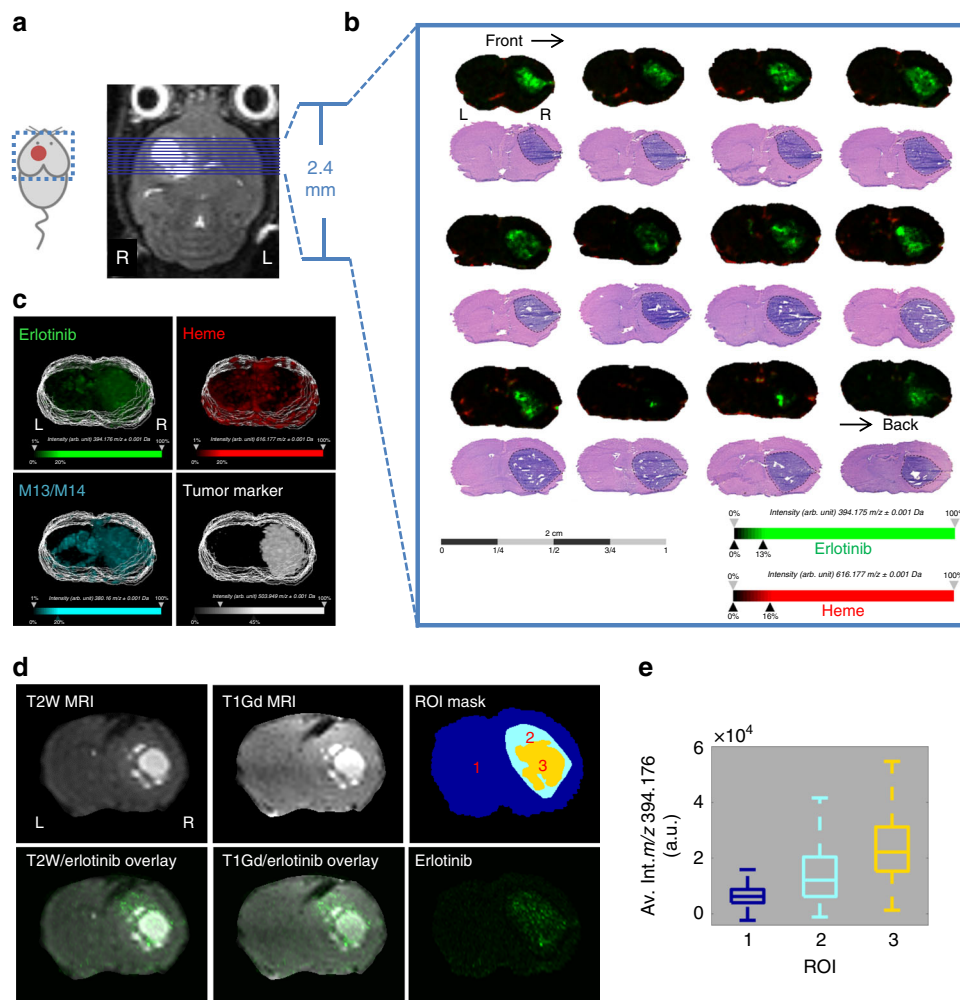 a
R
L
2.4
mm
b
Front
L
R
Back
2 cm
0
1/4
1/2
3/4
1
0%
Intensity (arb. unit) 394.175 m/z ± 0.001 Da
100%
0%
13%
Erlotinib
0%
Intensity (arb. unit) 616.177 m/z ± 0.001 Da
100%
0%
16%
Heme
c
Erlotinib
L
R
1%
Intensity (arb. unit) 394.176 m/z ± 0.001 Da
100%
0%
20%
Heme
1%
Intensity (arb. unit) 616.177 m/z ± 0.001 Da
100%
0%
20%
M13/M14
1%
Intensity (arb. unit) 380.16 m/z ± 0.001 Da
100%
0%
20%
Tumor marker
Intensity (arb. unit) 503.949 m/z ± 0.001 Da
100%
0%
45%
d
T2W MRI
L
R
T1Gd MRI
ROI mask
1
2
3
T2W/erlotinib overlay
T1Gd/erlotinib overlay
Erlotinib
e
×10⁴
6
4
2
0
Av. Int. m/z 394.176
(a.u.)
1
2
3
ROI